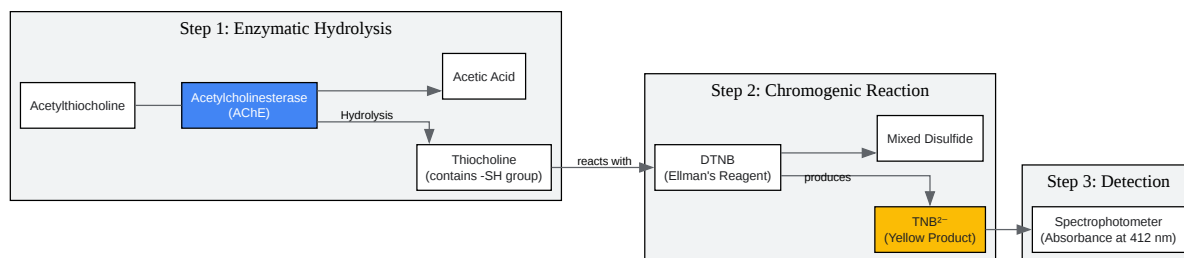 Step 1: Enzymatic Hydrolysis
Acetylthiocholine
Acetylcholinesterase
(AChE)
Acetic Acid
Hydrolysis
Thiocholine
(contains -SH group)
reacts with
Step 2: Chromogenic Reaction
DTNB
(Ellman's Reagent)
Mixed Disulfide
produces
TNB²⁻
(Yellow Product)
Step 3: Detection
Spectrophotometer
(Absorbance at 412 nm)